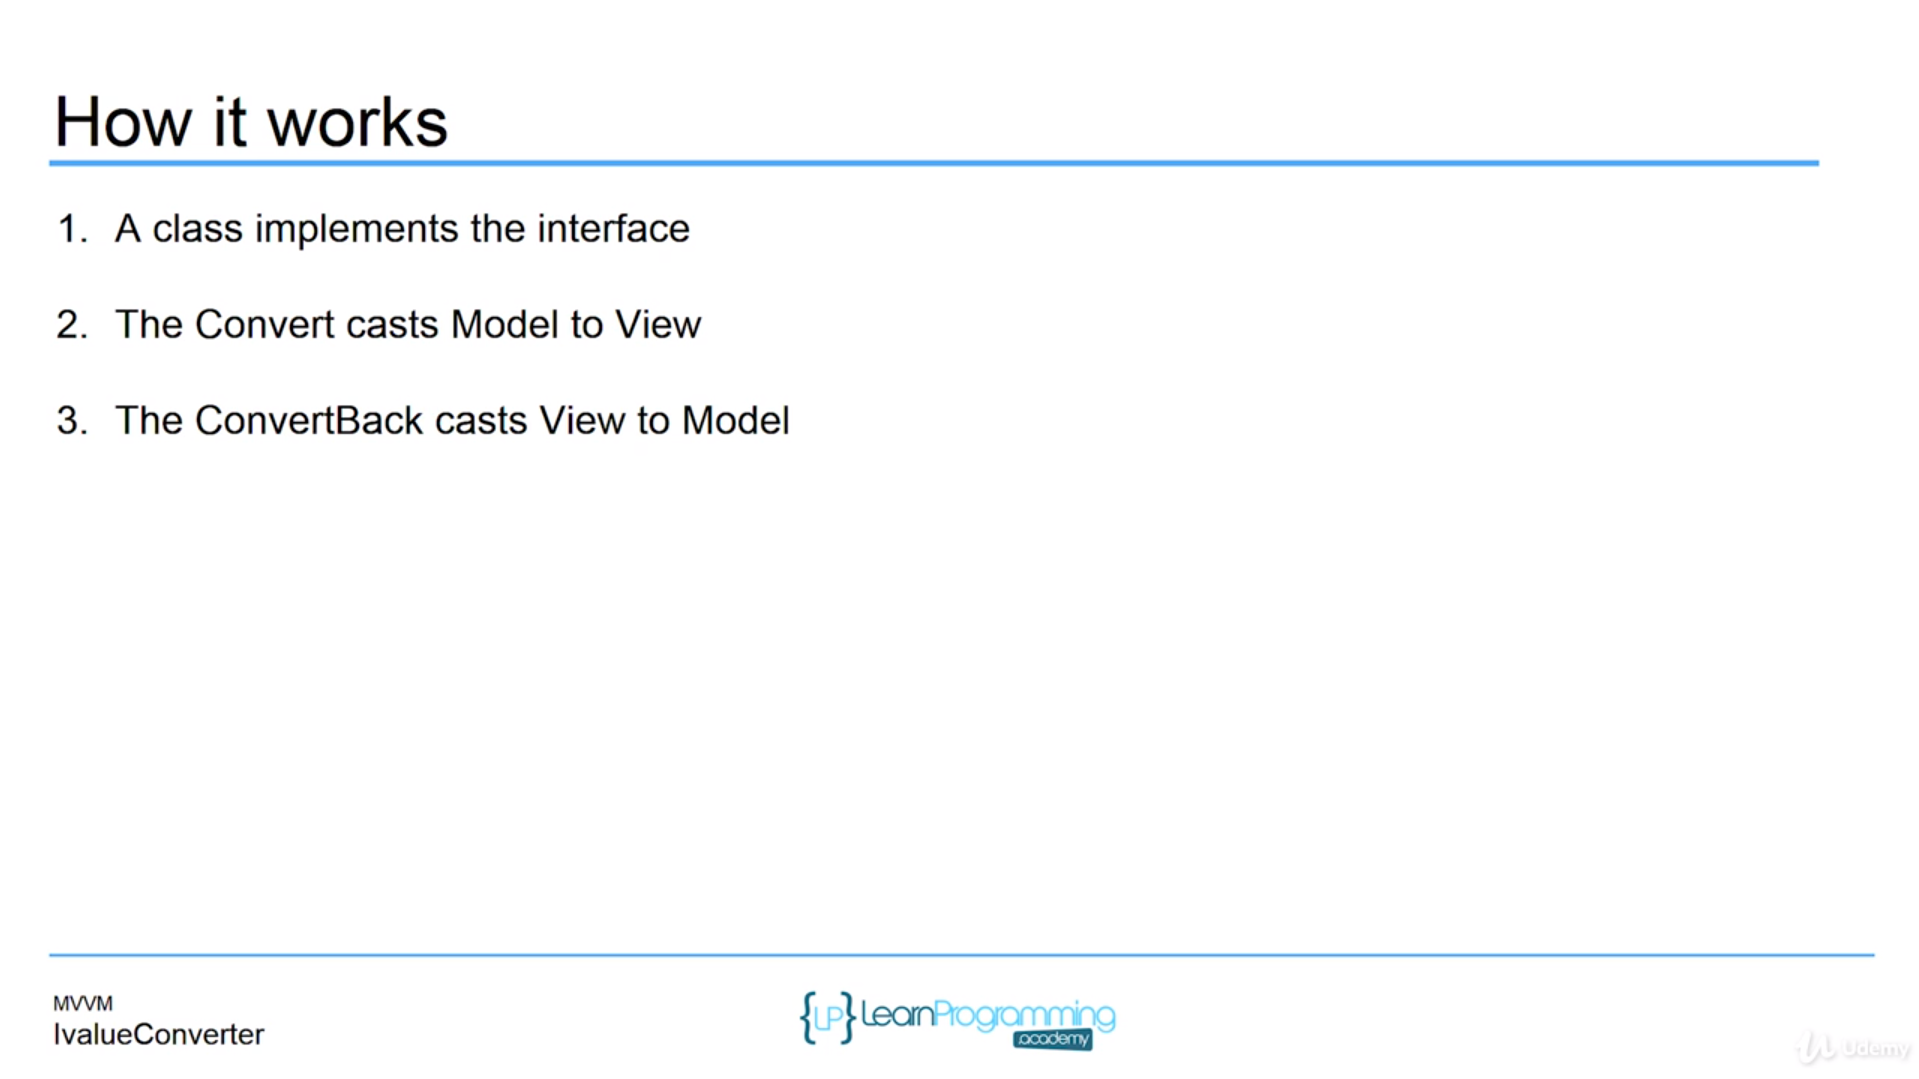 How it works
1. A class implements the interface
2. The Convert casts Model to View
3. The ConvertBack casts View to Model
MVVM
IvalueConverter
{LP} LearnProgramming
academy
Udemy